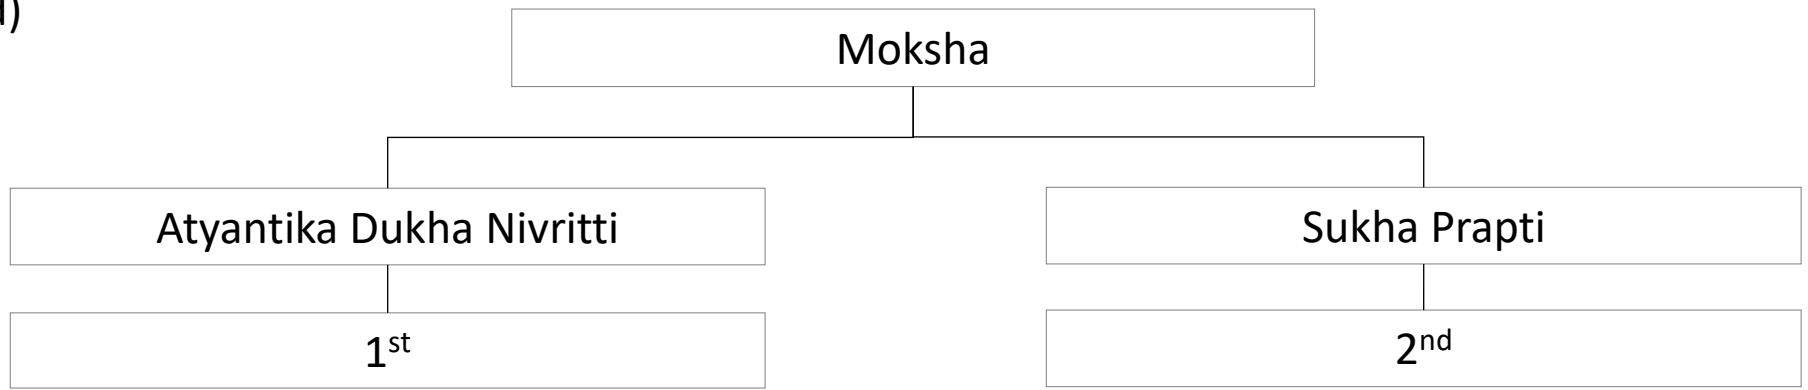 )
Moksha
Atyantika Dukha Nivritti
Sukha Prapti
1st
2nd